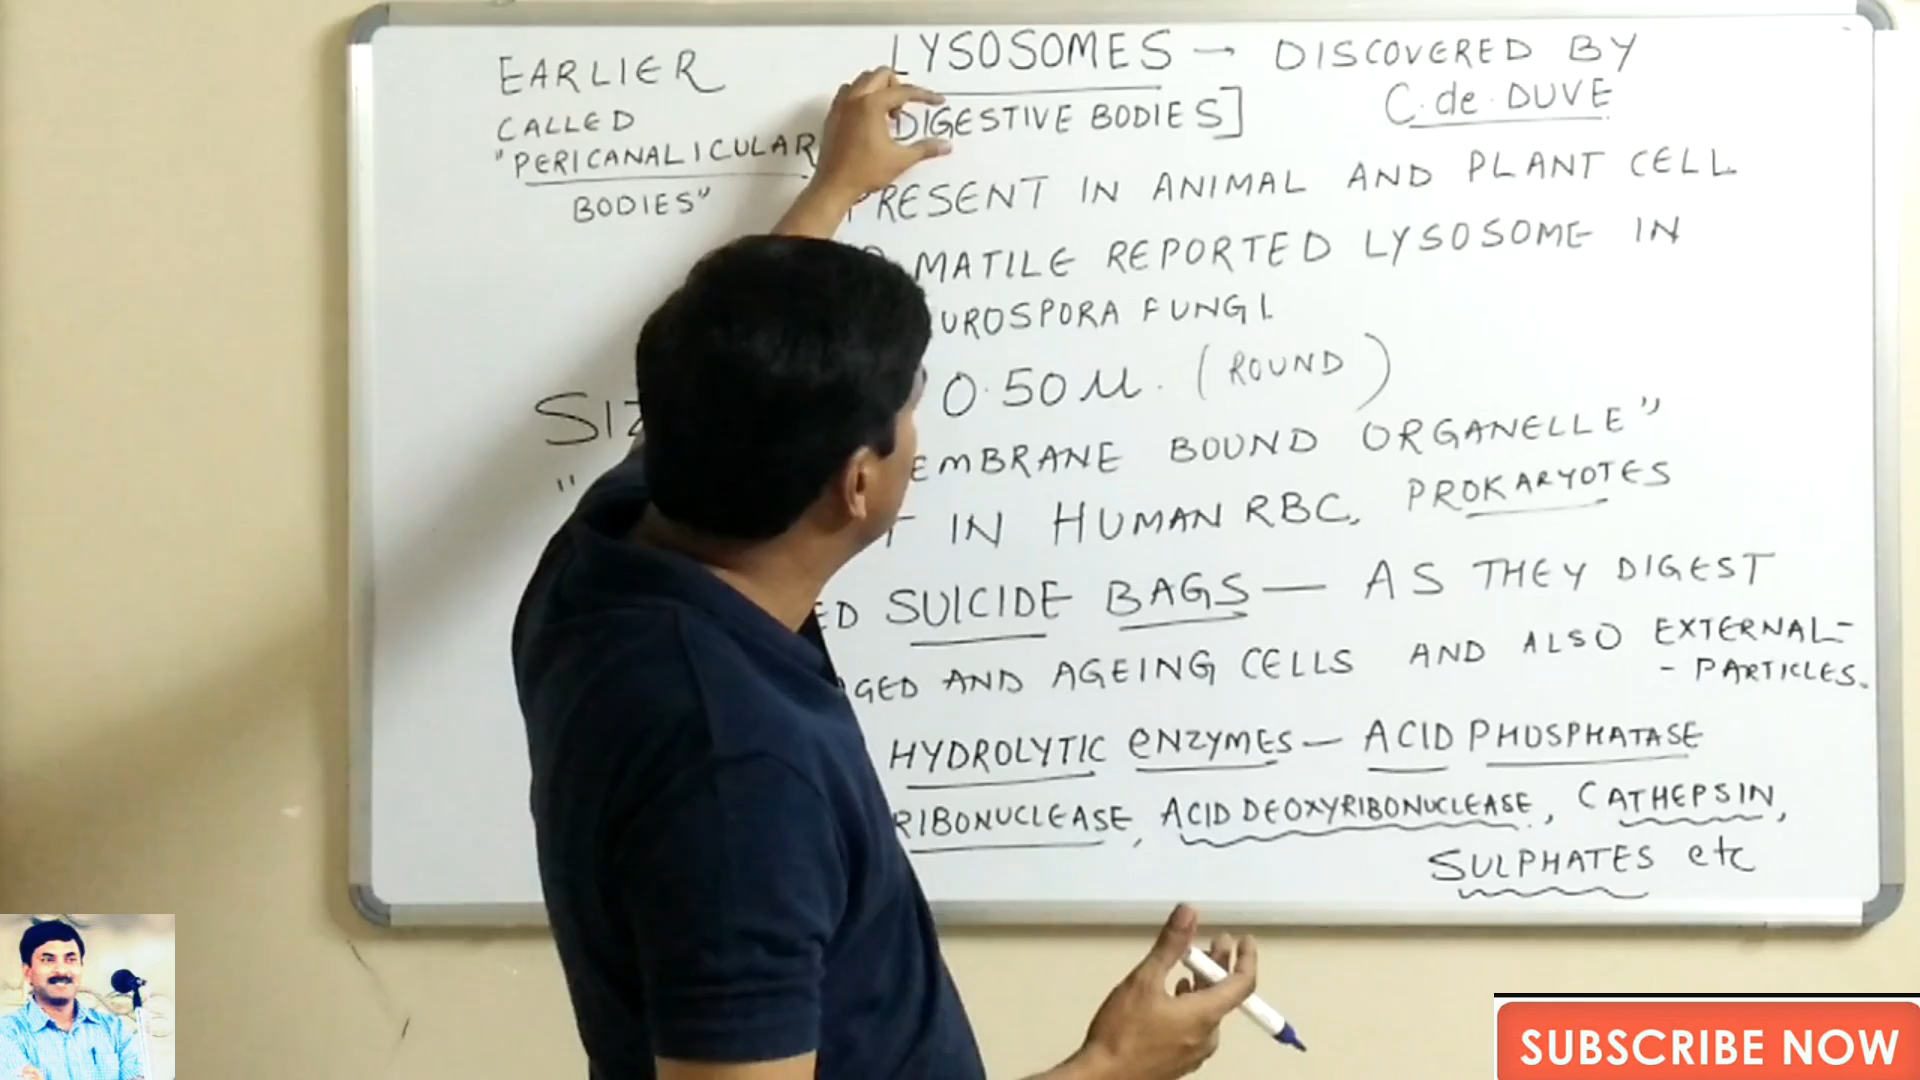 EARLIER
CALLED
"PERICANALICULAR
BODIES"
LYSOSOMES → DISCOVERED BY
C. de. DUVE
DIGESTIVE BODIES]
PRESENT IN ANIMAL AND PLANT CELL
MATILE REPORTED LYSOSOME IN
UROSPORA FUNGI.
SIZ 0.50 µ. (ROUND)
" EMBRANE BOUND ORGANELLE"
T IN HUMAN RBC, PROKARYOTES
ED SUICIDE BAGS — AS THEY DIGEST
AGED AND AGEING CELLS AND ALSO EXTERNAL-
- PARTICLES.
HYDROLYTIC ENZYMES — ACID PHOSPHATASE
RIBONUCLEASE, ACID DEOXYRIBONUCLEASE, CATHEPSIN,
SULPHATES etc
SUBSCRIBE NOW